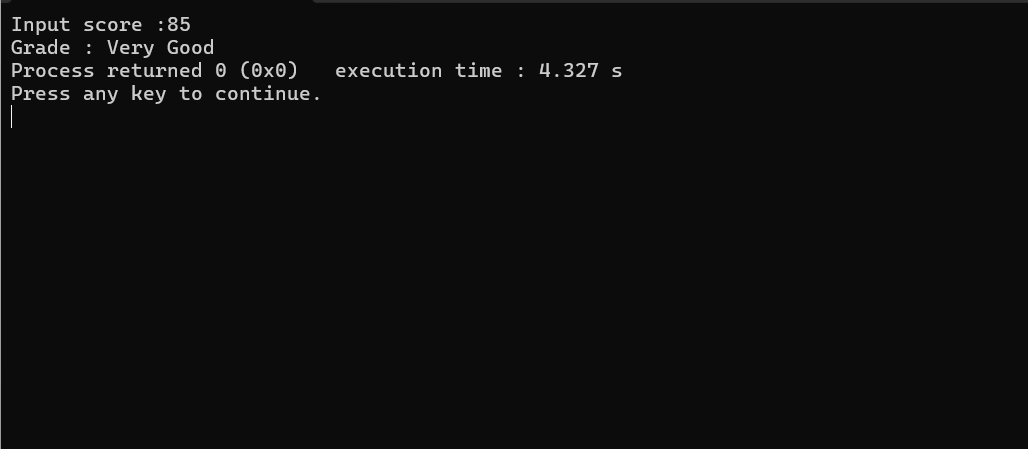 Input score :85
Grade : Very Good
Process returned 0 (0x0)   execution time : 4.327 s
Press any key to continue.